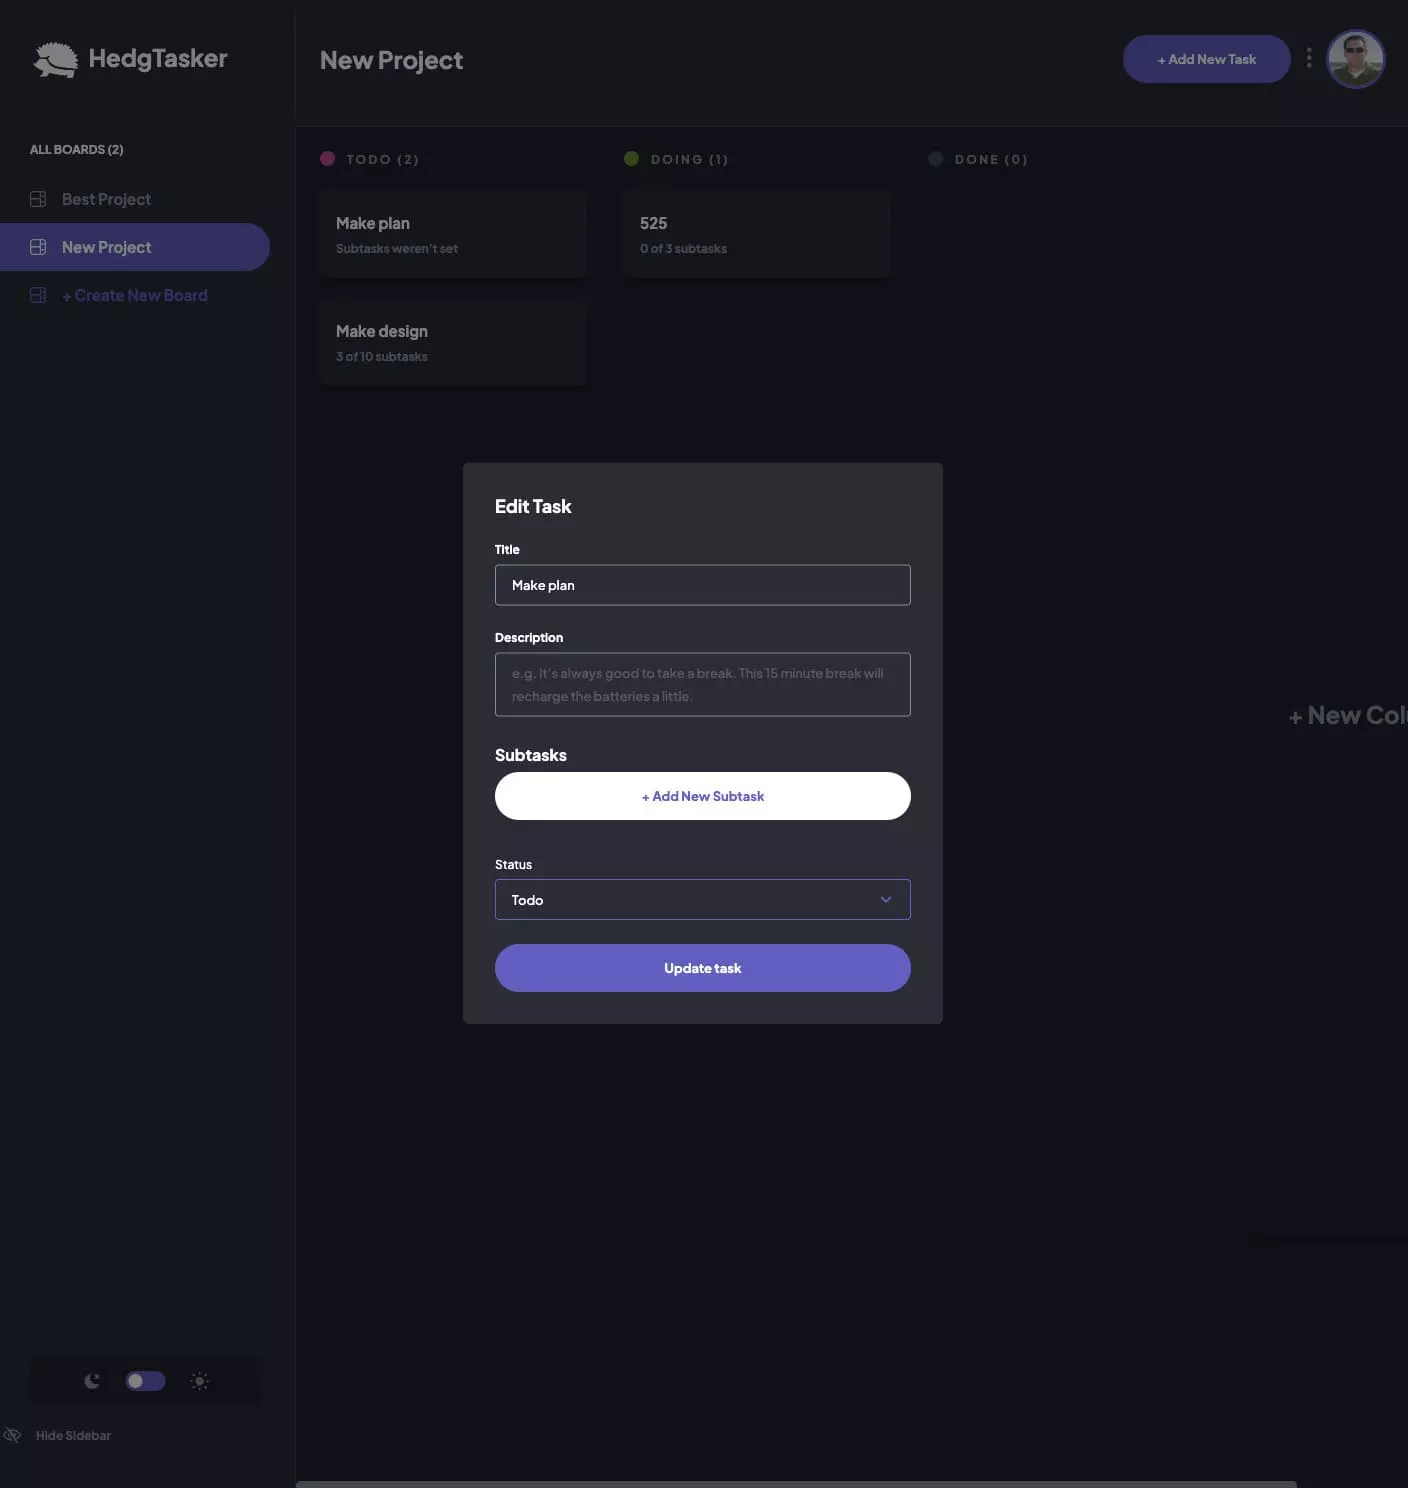 HedgTasker
New Project
+ Add New Task
ALL BOARDS (2)
Best Project
New Project
+ Create New Board
TODO (2)
DOING (1)
DONE (0)
Make plan
Subtasks weren't set
525
0 of 3 subtasks
Make design
3 of 10 subtasks
Edit Task
Title
Make plan
Description
e.g. It's always good to take a break. This 15 minute break will
recharge the batteries a little.
Subtasks
+ Add New Subtask
Status
Todo
Update task
+ New Col
Hide Sidebar